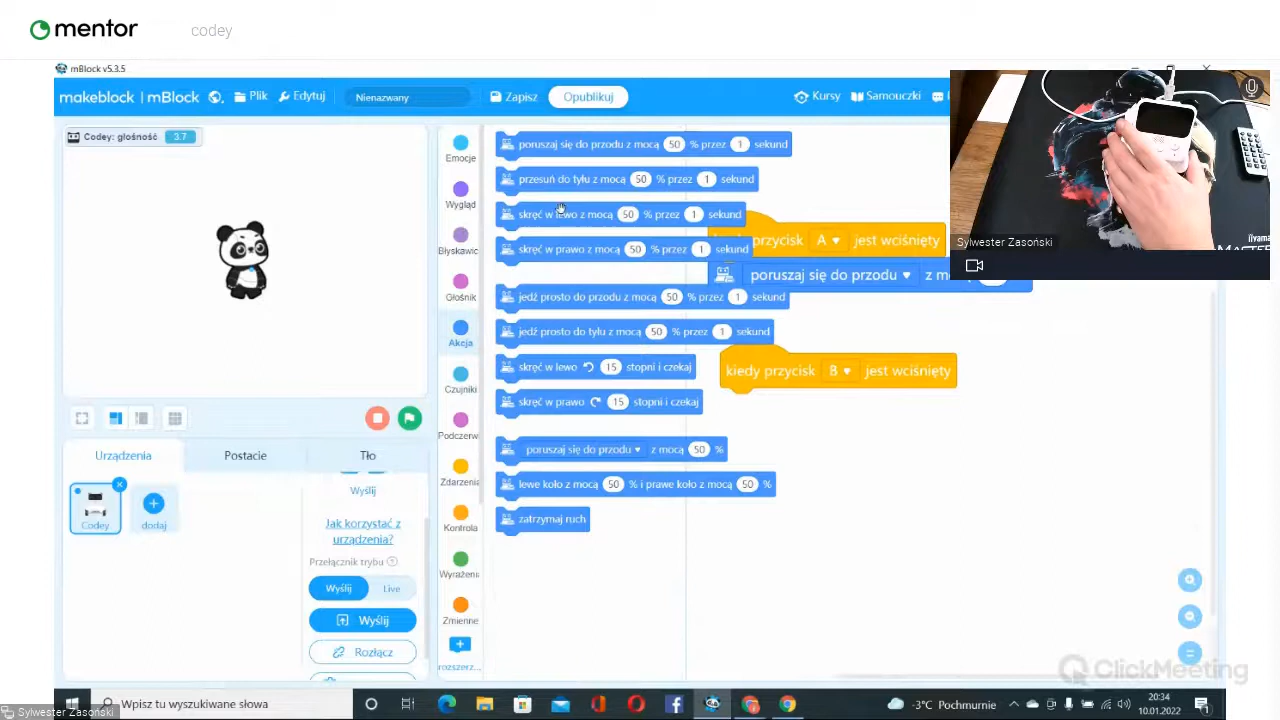 mentor
codey
mBlock v5.3.5
makeblock | mBlock
Plik
Edytuj
Nienazwany
Zapisz
Opublikuj
Kursy
Samouczki
Codey: głośność 3.7
Emocje
Wygląd
Błyskawic
Głośnik
Akcja
Czujniki
Podczerw
Zdarzenia
Kontrola
Wyrażenia
Zmienne
rozszerz...
poruszaj się do przodu z mocą 50 % przez 1 sekund
przesuń do tyłu z mocą 50 % przez 1 sekund
skręć w lewo z mocą 50 % przez 1 sekund
skręć w prawo z mocą 50 % przez 1 sekund
jedź prosto do przodu z mocą 50 % przez 1 sekund
jedź prosto do tyłu z mocą 50 % przez 1 sekund
skręć w lewo 15 stopni i czekaj
skręć w prawo 15 stopni i czekaj
poruszaj się do przodu z mocą 50 %
lewe koło z mocą 50 % i prawe koło z mocą 50 %
zatrzymaj ruch
przycisk A jest wciśnięty
poruszaj się do przodu z m
kiedy przycisk B jest wciśnięty
Sylwester Zasoński
iiyama
Urządzenia
Postacie
Tło
Codey
dodaj
Wyślij
Jak korzystać z
urządzenia?
Przełącznik trybu
Wyślij
Live
Wyślij
Rozłącz
ClickMeeting
Wpisz tu wyszukiwane słowa
-3°C Pochmurnie
20:34
10.01.2022
Sylwester Zasoński